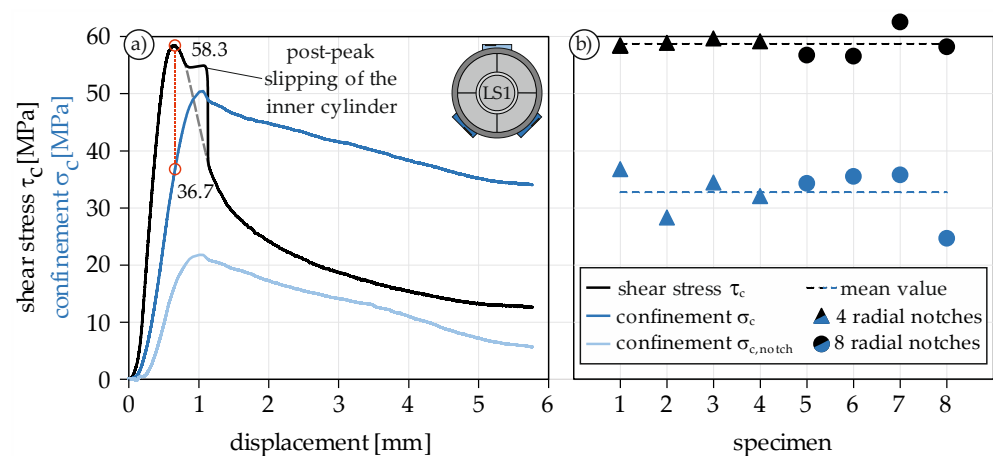 a)
58.3
post-peak
slipping of the
inner cylinder
LS1
36.7
shear stress τc [MPa]
confinement σc [MPa]
60
50
40
30
20
10
0
0 1 2 3 4 5 6
displacement [mm]
b)
shear stress τc
confinement σc
confinement σc,notch
mean value
4 radial notches
8 radial notches
1 2 3 4 5 6 7 8
specimen